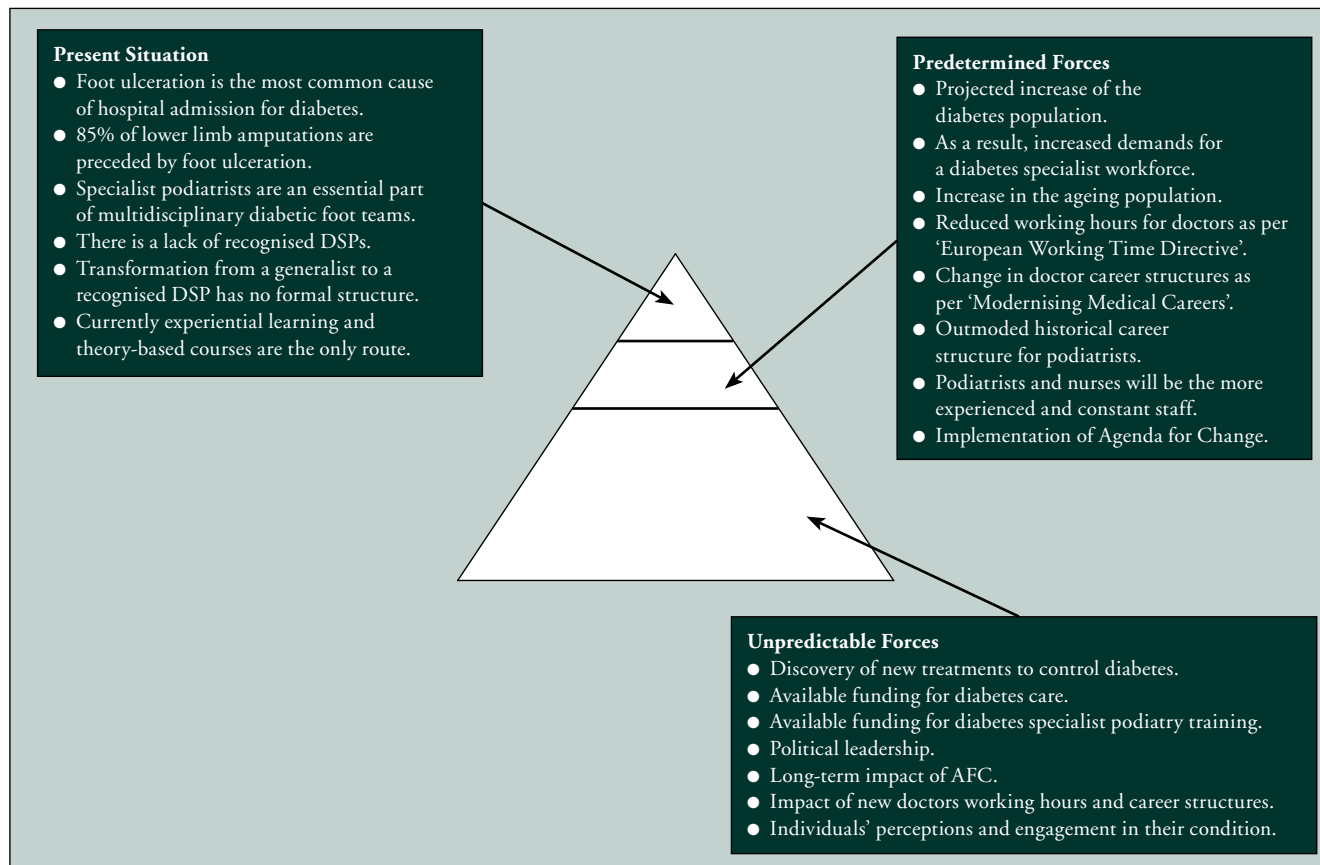 Present Situation
● Foot ulceration is the most common cause
of hospital admission for diabetes.
● 85% of lower limb amputations are
preceded by foot ulceration.
● Specialist podiatrists are an essential part
of multidisciplinary diabetic foot teams.
● There is a lack of recognised DSPs.
● Transformation from a generalist to a
recognised DSP has no formal structure.
● Currently experiential learning and
theory-based courses are the only route.
Predetermined Forces
● Projected increase of the
diabetes population.
● As a result, increased demands for
a diabetes specialist workforce.
● Increase in the ageing population.
● Reduced working hours for doctors as per
‘European Working Time Directive’.
● Change in doctor career structures as
per ‘Modernising Medical Careers’.
● Outmoded historical career
structure for podiatrists.
● Podiatrists and nurses will be the more
experienced and constant staff.
● Implementation of Agenda for Change.
Unpredictable Forces
● Discovery of new treatments to control diabetes.
● Available funding for diabetes care.
● Available funding for diabetes specialist podiatry training.
● Political leadership.
● Long-term impact of AFC.
● Impact of new doctors working hours and career structures.
● Individuals’ perceptions and engagement in their condition.